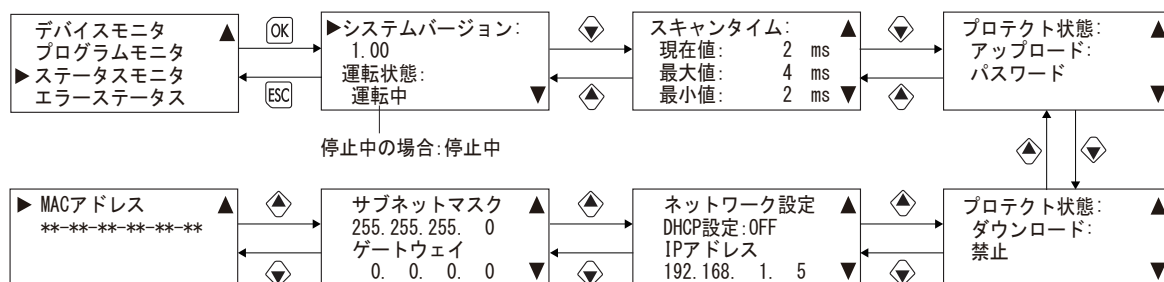 デバイスモニタ
プログラムモニタ
▶ステータスモニタ
エラーステータス
OK
ESC
▶システムバージョン:
1.00
運転状態:
運転中
停止中の場合:停止中
スキャンタイム:
現在値: 2 ms
最大値: 4 ms
最小値: 2 ms
プロテクト状態:
アップロード:
パスワード
▶ MACアドレス
**-**-**-**-**-**
サブネットマスク
255.255.255. 0
ゲートウェイ
0. 0. 0. 0
ネットワーク設定
DHCP設定:OFF
IPアドレス
192.168. 1. 5
プロテクト状態:
ダウンロード:
禁止